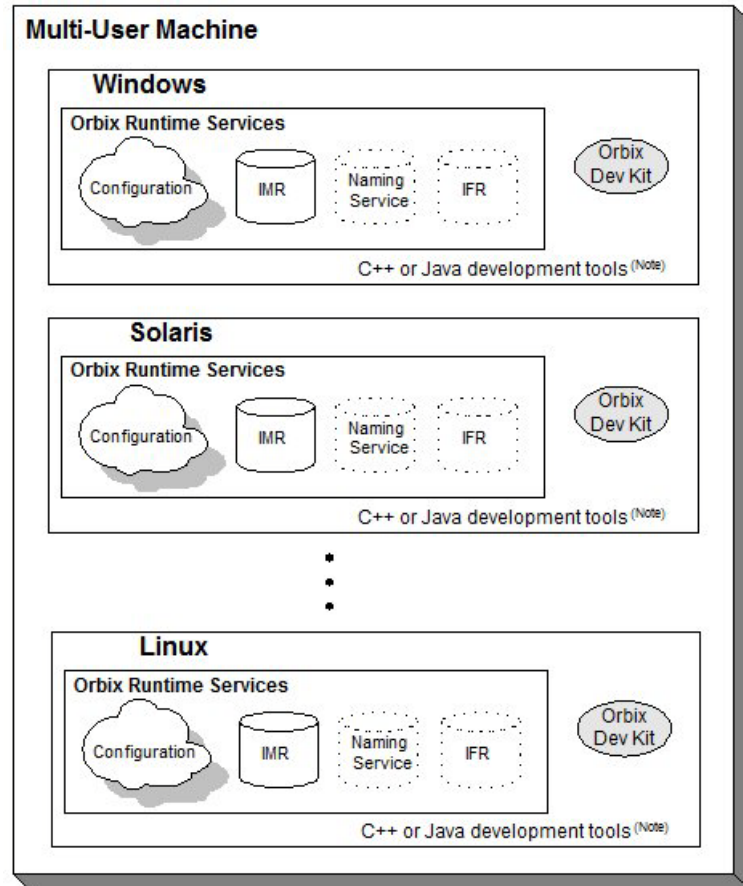 Multi-User Machine
Windows
Orbix Runtime Services
Configuration
IMR
Naming
Service
IFR
Orbix
Dev Kit
C++ or Java development tools (Note)
Solaris
Orbix Runtime Services
Configuration
IMR
Naming
Service
IFR
Orbix
Dev Kit
C++ or Java development tools (Note)
Linux
Orbix Runtime Services
Configuration
IMR
Naming
Service
IFR
Orbix
Dev Kit
C++ or Java development tools (Note)